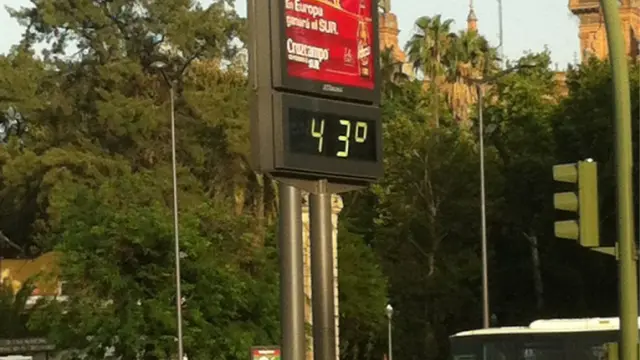 En Europa
ganará el SUR.
Cruzcampo
43º